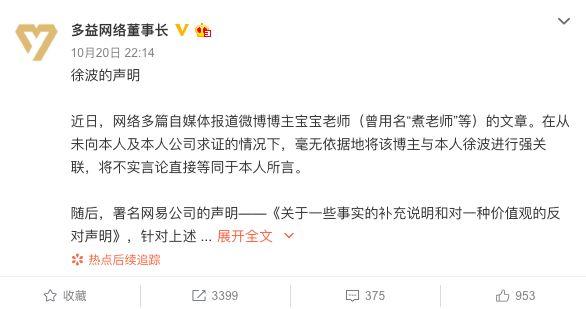 多益网络董事长
10月20日 22:14
徐波的声明
近日，网络多篇自媒体报道微博博主宝宝老师（曾用名“煮老师”等）的文章。在从
未向本人及本人公司求证的情况下，毫无依据地将该博主与本人徐波进行强关
联，将不实言论直接等同于本人所言。
随后，署名网易公司的声明——《关于一些事实的补充说明和对一种价值观的反
对声明》，针对上述 ... 展开全文
热点后续追踪
收藏 3399 375 953